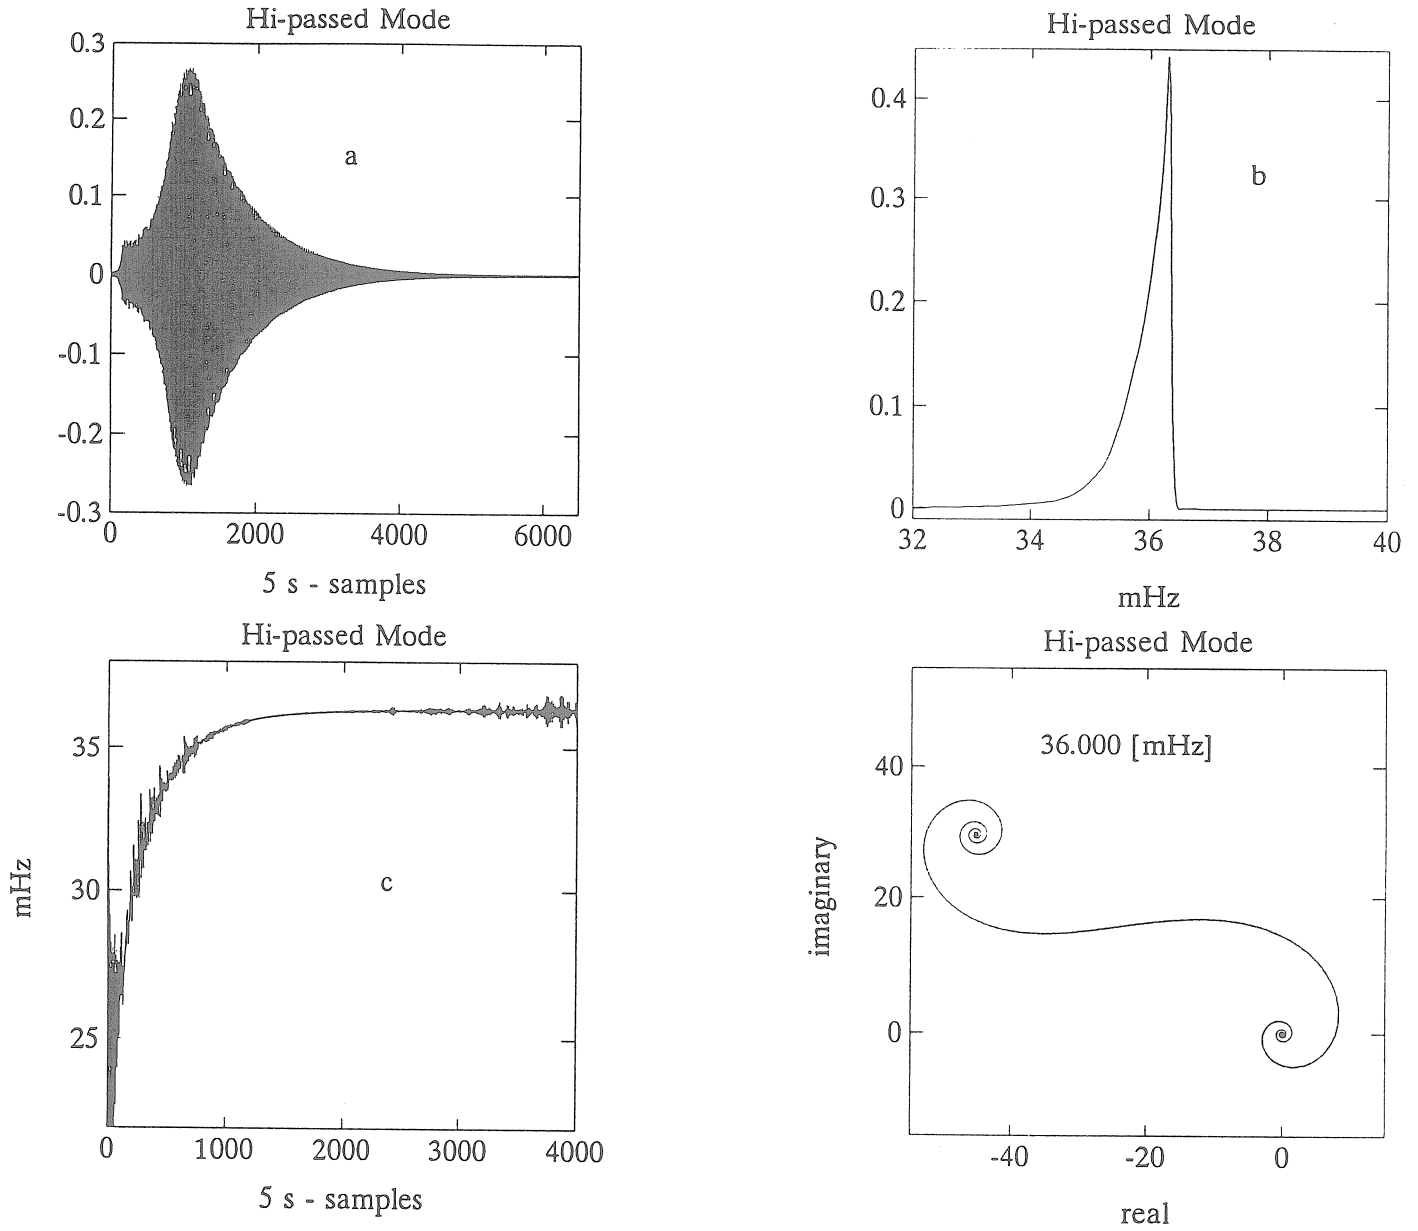 Hi-passed Mode
0.3
0.2
0.1
0
-0.1
-0.2
-0.3
a
0 2000 4000 6000
5 s - samples
Hi-passed Mode
0.4
0.3
0.2
0.1
0
b
32 34 36 38 40
mHz
Hi-passed Mode
35
30
25
mHz
c
0 1000 2000 3000 4000
5 s - samples
Hi-passed Mode
36.000 [mHz]
40
20
0
imaginary
-40 -20 0
real